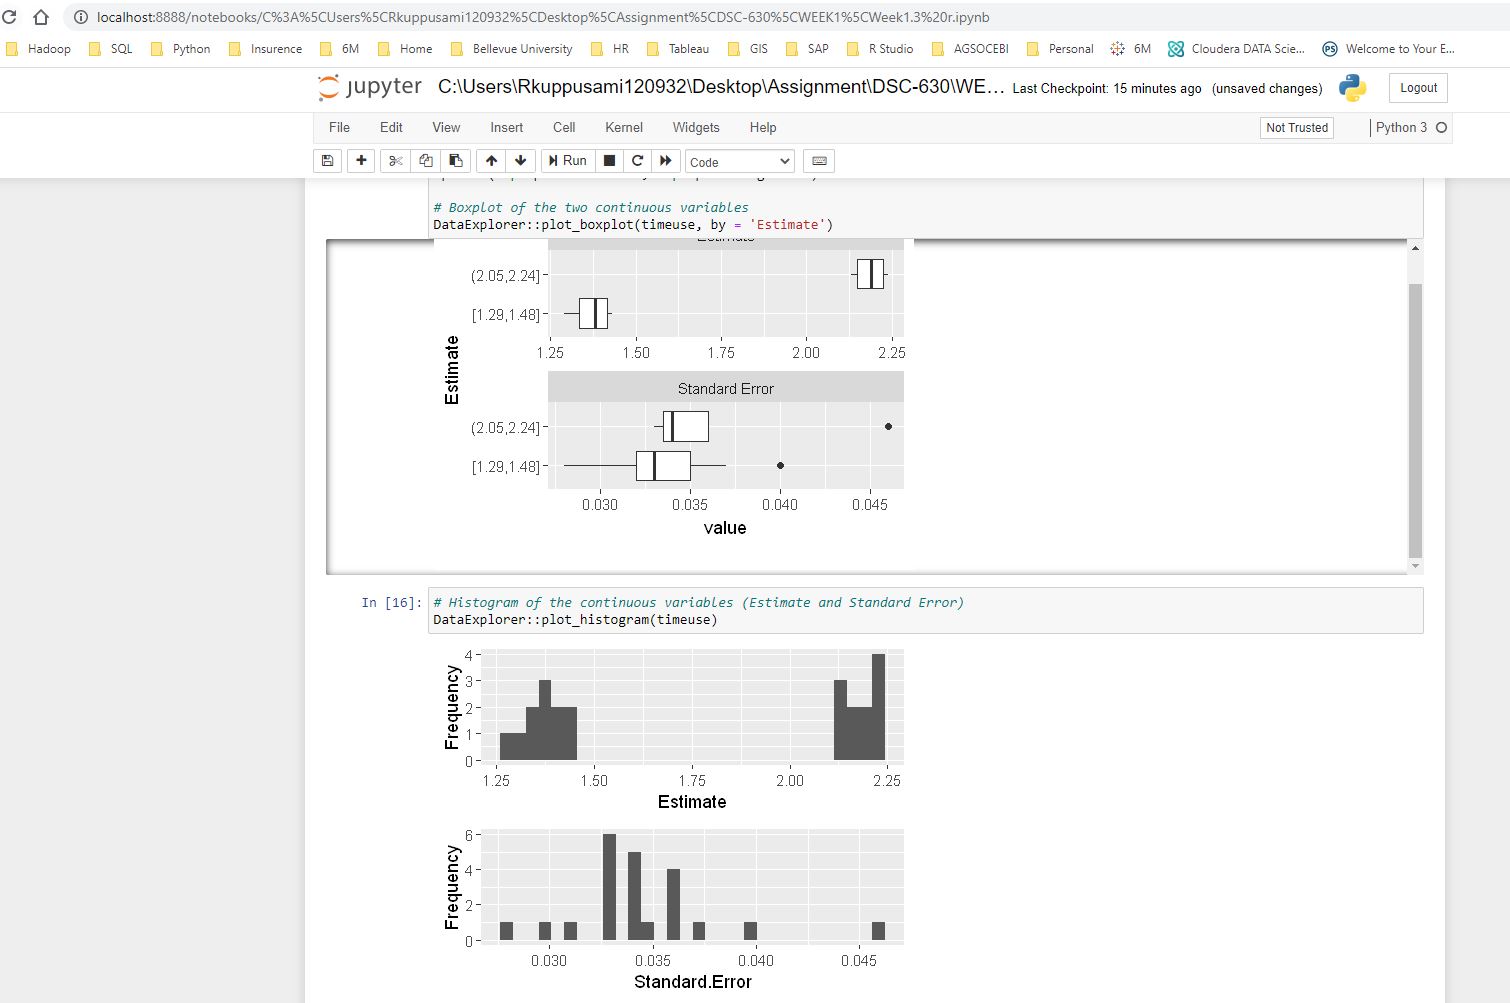 localhost:8888/notebooks/C%3A%5CUsers%5CRkuppusami120932%5CDesktop%5CAssignment%5CDSC-630%5CWEEK1%5CWeek1.3%20r.ipynb
Hadoop SQL Python Insurence 6M Home Bellevue University HR Tableau GIS SAP R Studio AGSOCEBI Personal 6M Cloudera DATA Scie... PS Welcome to Your E...
jupyter C:\Users\Rkuppusami120932\Desktop\Assignment\DSC-630\WE... Last Checkpoint: 15 minutes ago (unsaved changes) Logout
File Edit View Insert Cell Kernel Widgets Help Not Trusted Python 3
Run Code
# Boxplot of the two continuous variables
DataExplorer::plot_boxplot(timeuse, by = 'Estimate')
Estimate
(2.05,2.24]
[1.29,1.48]
1.25 1.50 1.75 2.00 2.25
Estimate
Standard Error
(2.05,2.24]
[1.29,1.48]
0.030 0.035 0.040 0.045
value
In [16]: # Histogram of the continuous variables (Estimate and Standard Error)
DataExplorer::plot_histogram(timeuse)
Frequency
4
3
2
1
0
1.25 1.50 1.75 2.00 2.25
Estimate
Frequency
6
4
2
0
0.030 0.035 0.040 0.045
Standard.Error